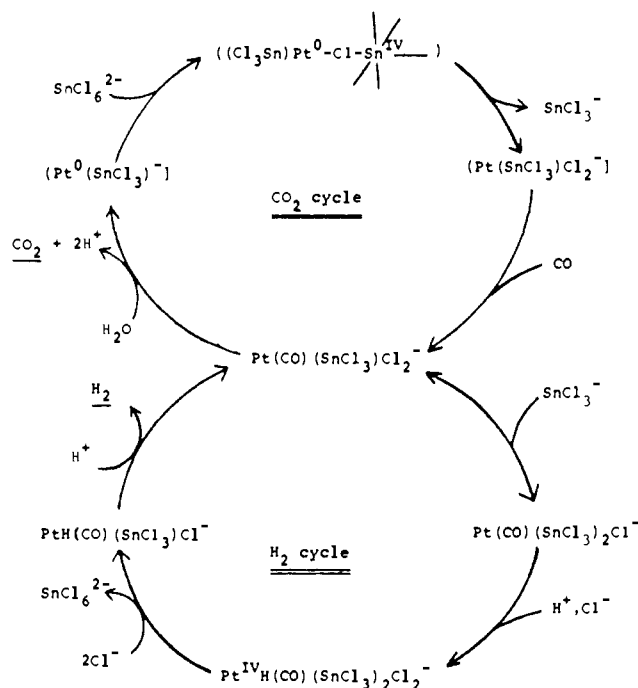 ((Cl₃Sn)Pt⁰-Cl-Snᴵⱽ )
SnCl₆²⁻
SnCl₃⁻
(Pt⁰(SnCl₃)⁻]
(Pt(SnCl₃)Cl₂⁻]
CO₂ cycle
CO₂ + 2H⁺
CO
H₂O
Pt(CO)(SnCl₃)Cl₂⁻
H₂
SnCl₃⁻
H⁺
PtH(CO)(SnCl₃)Cl⁻
Pt(CO)(SnCl₃)₂Cl⁻
H₂ cycle
SnCl₆²⁻
H⁺,Cl⁻
2Cl⁻
PtᴵⱽH(CO)(SnCl₃)₂Cl₂⁻